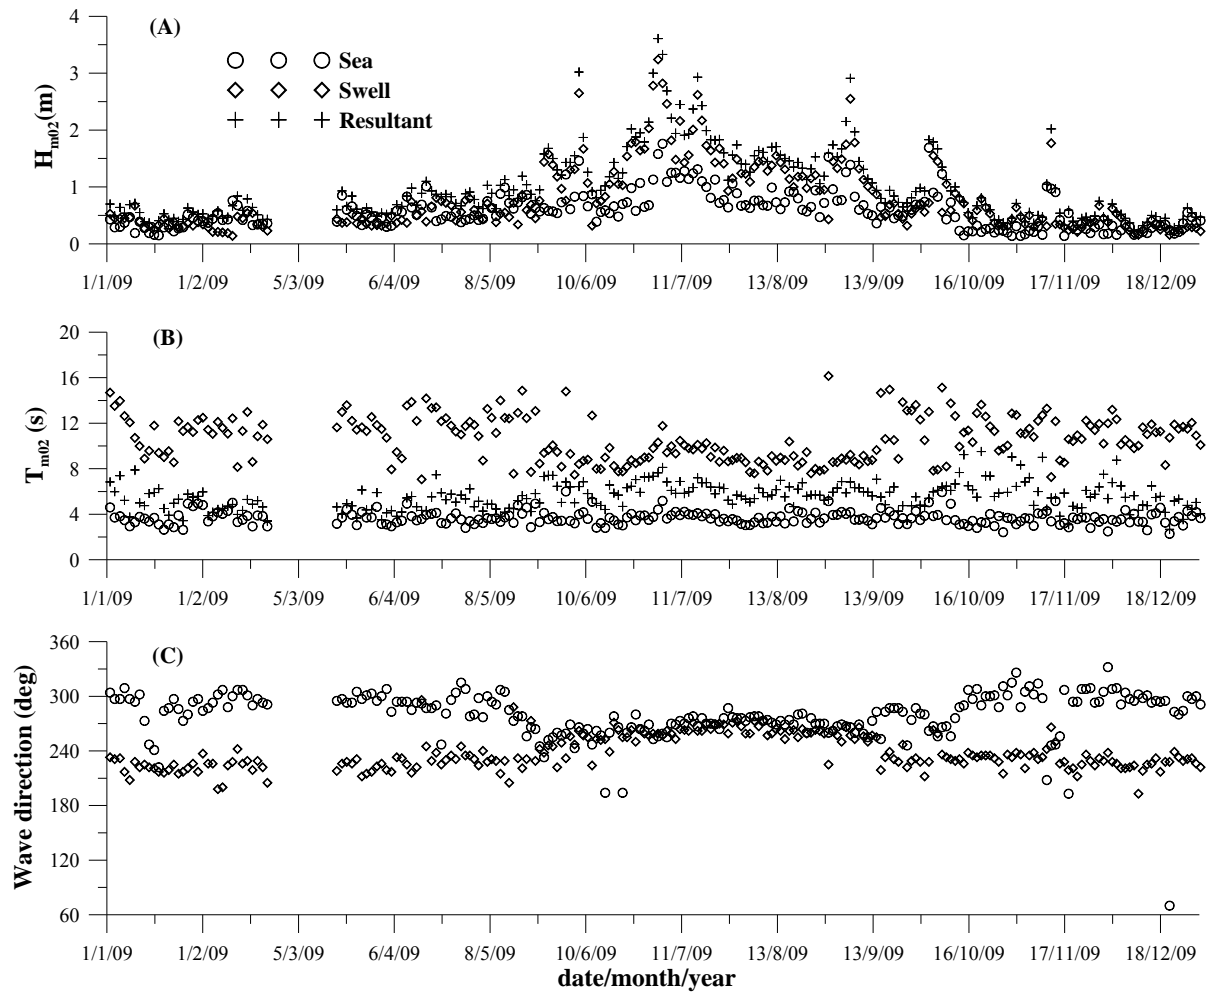 4
(A)
Sea
3
Swell
Resultant
H_m02(m)
2
1
0
1/1/09 1/2/09 5/3/09 6/4/09 8/5/09 10/6/09 11/7/09 13/8/09 13/9/09 16/10/09 17/11/09 18/12/09
20
(B)
16
12
T_m02 (s)
8
4
0
1/1/09 1/2/09 5/3/09 6/4/09 8/5/09 10/6/09 11/7/09 13/8/09 13/9/09 16/10/09 17/11/09 18/12/09
360
(C)
300
240
Wave direction (deg)
180
120
60
1/1/09 1/2/09 5/3/09 6/4/09 8/5/09 10/6/09 11/7/09 13/8/09 13/9/09 16/10/09 17/11/09 18/12/09
date/month/year